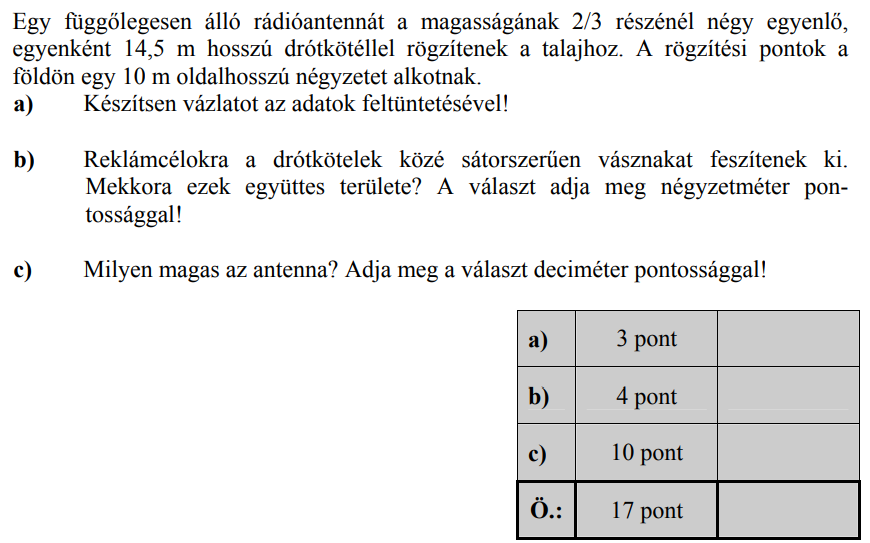 Egy függőlegesen álló rádióantennát a magasságának 2/3 részénél négy egyenlő,
egyenként 14,5 m hosszú drótkötéllel rögzítenek a talajhoz. A rögzítési pontok a
földön egy 10 m oldalhosszú négyzetet alkotnak.
a) Készítsen vázlatot az adatok feltüntetésével!
b) Reklámcélokra a drótkötelek közé sátorszerűen vásznakat feszítenek ki.
Mekkora ezek együttes területe? A választ adja meg négyzetméter pon-
tossággal!
c) Milyen magas az antenna? Adja meg a választ deciméter pontossággal!
a) 3 pont
b) 4 pont
c) 10 pont
Ö.: 17 pont